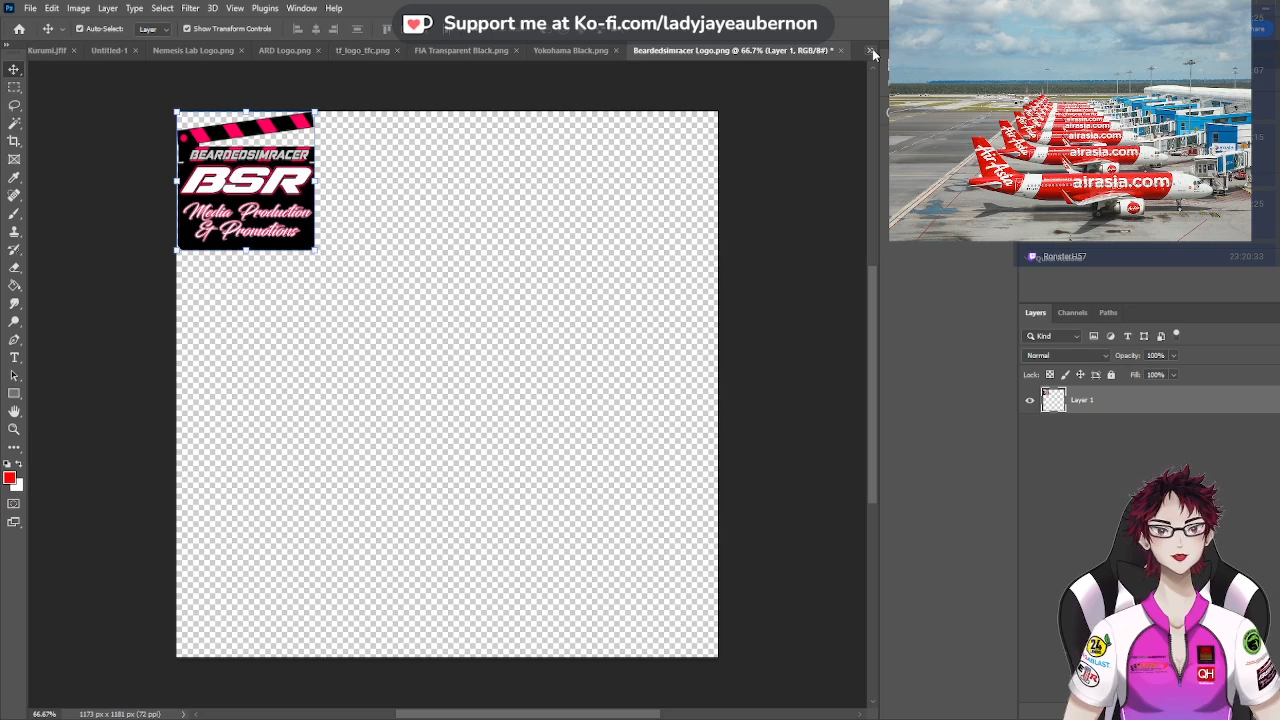 File Edit Image Layer Type Select Filter 3D View Plugins Window Help
Support me at Ko-fi.com/ladyjayeaubernon
Auto-Select: Layer Show Transform Controls
Kurumi.jfif Untitled-1 Nemesis Lab Logo.png ARD Logo.png tf_logo_tfc.png FIA Transparent Black.png Yokohama Black.png Beardedsimracer Logo.png @ 66.7% (Layer 1, RGB/8#) *
BEARDEDSIMRACER
BSR
Media Production
& Promotions
AirAsia
airasia.com
airasia.com
airasia.com
RonsterH57 23:20:33
Layers Channels Paths
Kind
Normal Opacity: 100%
Lock: Fill: 100%
Layer 1
24
QH
66.67% 1173 px x 1181 px (72 ppi)